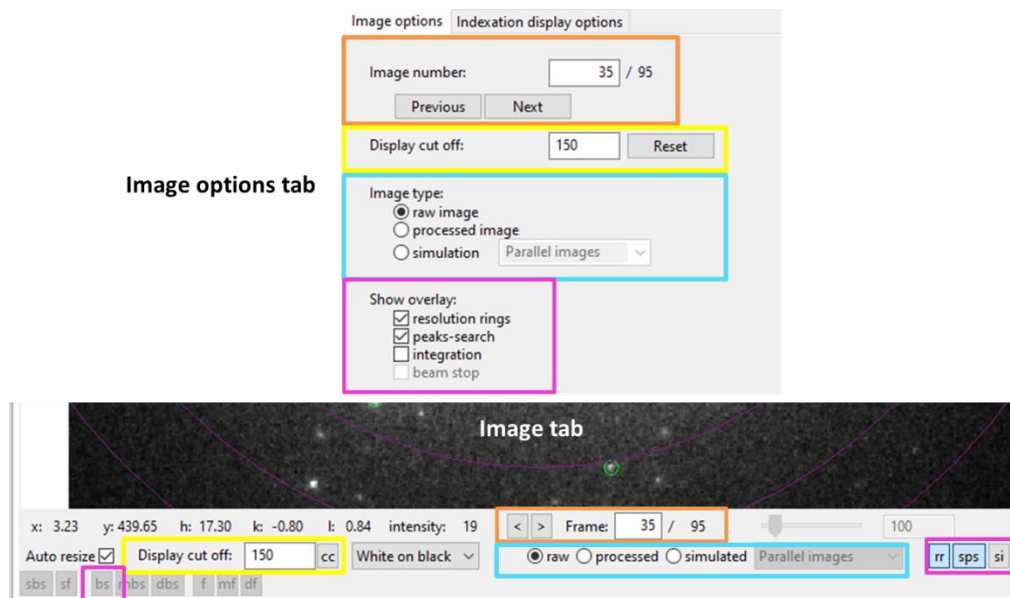 Image options Indexation display options
Image number: 35 / 95
Previous Next
Display cut off: 150 Reset
Image options tab
Image type:
raw image
processed image
simulation Parallel images
Show overlay:
resolution rings
peaks-search
integration
beam stop
Image tab
x: 3.23 y: 439.65 h: 17.30 k: -0.80 l: 0.84 intensity: 19 < > Frame: 35 / 95 100
Auto resize Display cut off: 150 cc White on black raw processed simulated Parallel images rr sps si
sbs sf bs mbs dbs f mf df